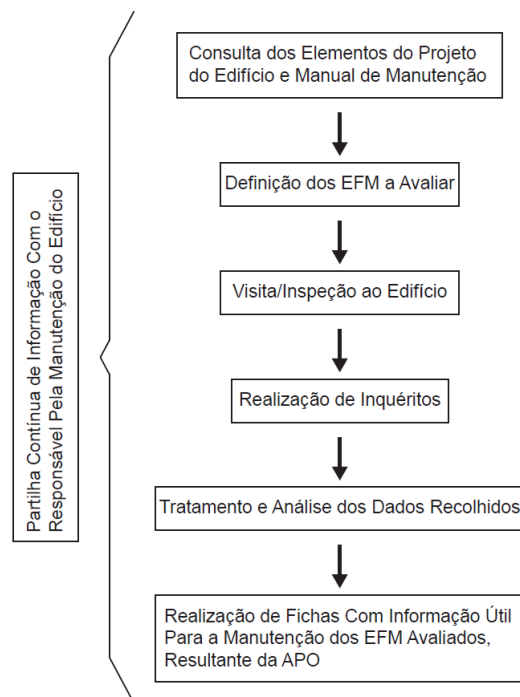 Partilha Contínua de Informação Com o
Responsável Pela Manutenção do Edifício
Consulta dos Elementos do Projeto
do Edifício e Manual de Manutenção
Definição dos EFM a Avaliar
Visita/Inspeção ao Edifício
Realização de Inquéritos
Tratamento e Análise dos Dados Recolhidos
Realização de Fichas Com Informação Útil
Para a Manutenção dos EFM Avaliados,
Resultante da APO